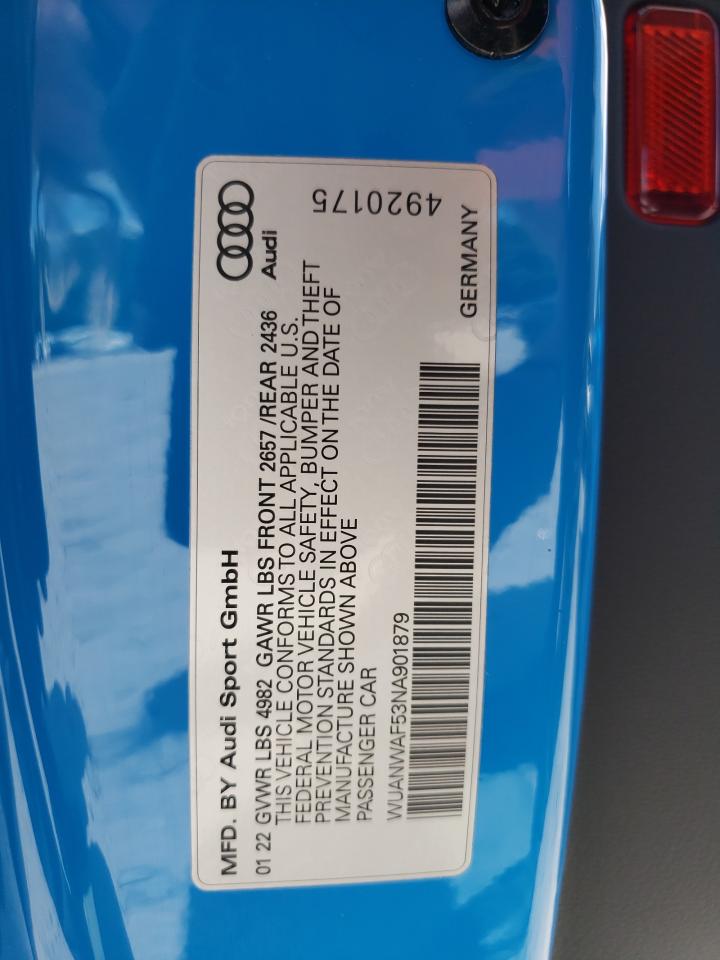 MFD. BY Audi Sport GmbH
Audi
01 22 GVWR LBS 4982 GAWR LBS FRONT 2657 /REAR 2436
THIS VEHICLE CONFORMS TO ALL APPLICABLE U.S.
FEDERAL MOTOR VEHICLE SAFETY, BUMPER AND THEFT
PREVENTION STANDARDS IN EFFECT ON THE DATE OF
MANUFACTURE SHOWN ABOVE
PASSENGER CAR
4920175
WUANWAF53NA901879
GERMANY